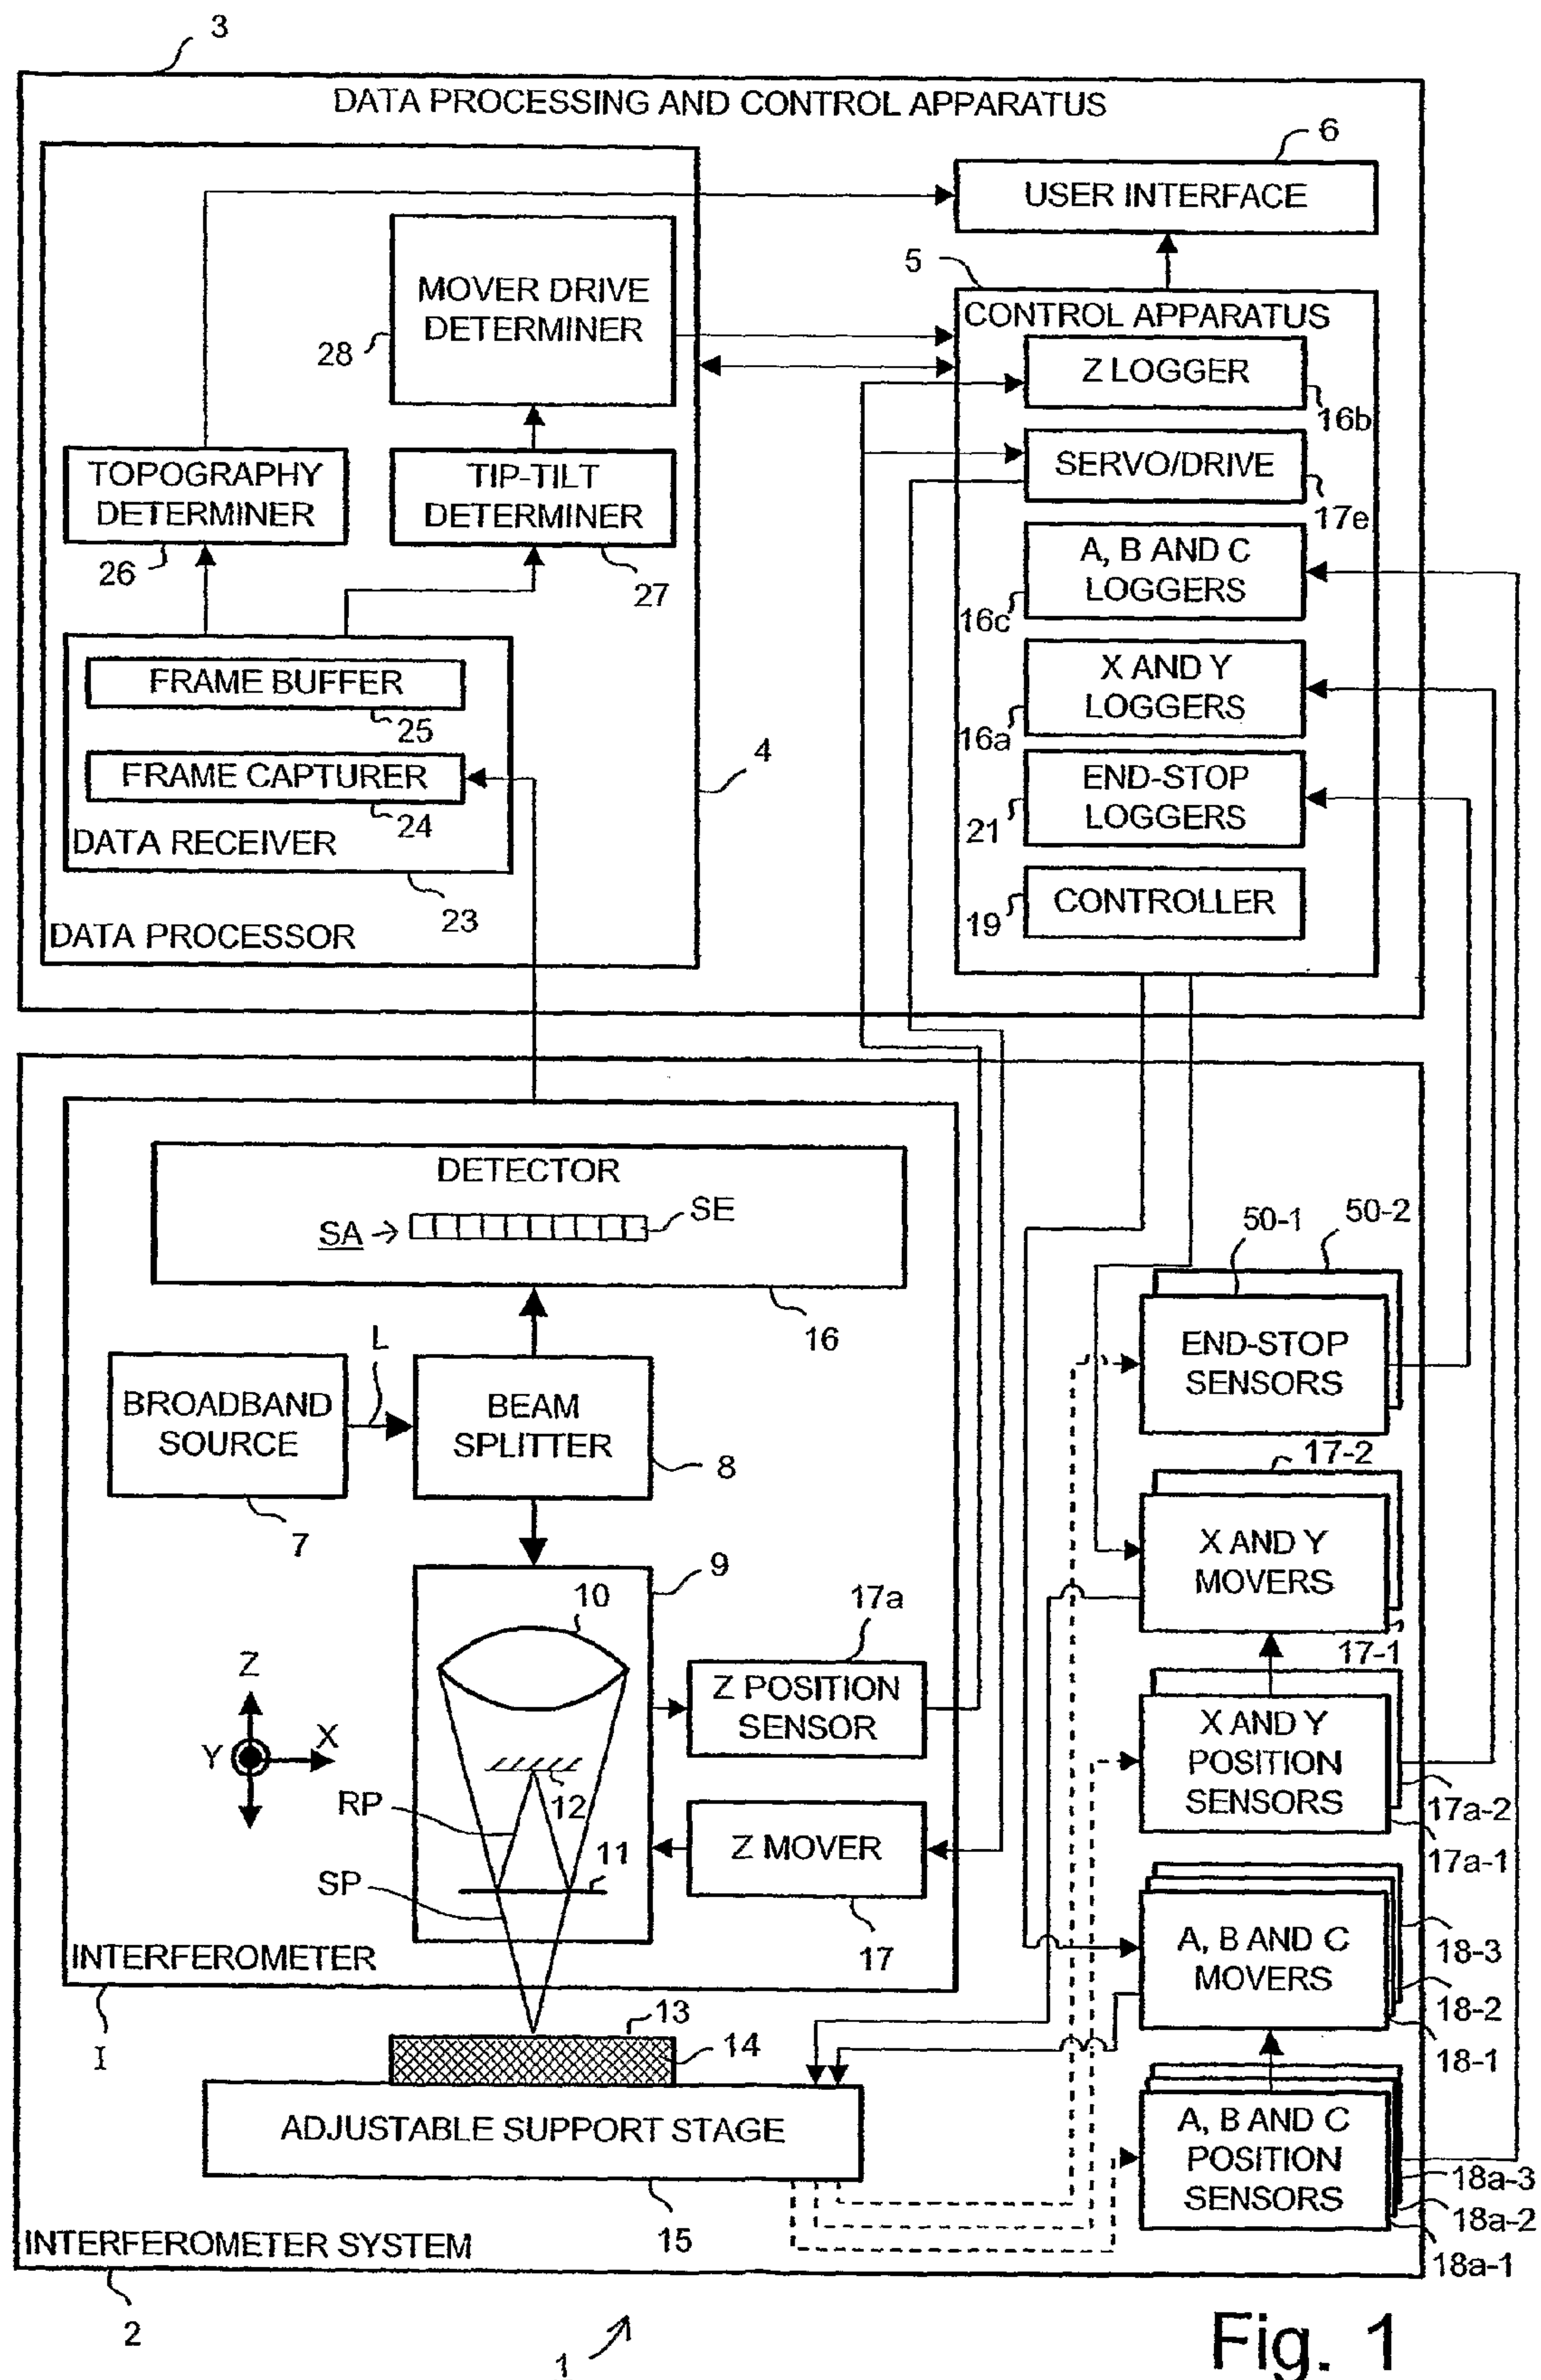 3
DATA PROCESSING AND CONTROL APPARATUS
6
USER INTERFACE
5
MOVER DRIVE
DETERMINER
28
CONTROL APPARATUS
Z LOGGER
16b
TOPOGRAPHY
DETERMINER
26
TIP-TILT
DETERMINER
27
SERVO/DRIVE
17e
A, B AND C
LOGGERS
16c
FRAME BUFFER
25
X AND Y
LOGGERS
16a
4
FRAME CAPTURER
24
DATA RECEIVER
23
END-STOP
LOGGERS
21
CONTROLLER
19
DATA PROCESSOR
DETECTOR
SA
SE
16
50-1
50-2
END-STOP
SENSORS
L
BROADBAND
SOURCE
7
BEAM
SPLITTER
8
17-2
X AND Y
MOVERS
17-1
9
10
17a
Z POSITION
SENSOR
Z
Y
X
12
RP
11
SP
Z MOVER
17
X AND Y
POSITION
SENSORS
17a-2
17a-1
INTERFEROMETER
I
A, B AND C
MOVERS
18-3
18-2
18-1
13
14
ADJUSTABLE SUPPORT STAGE
15
A, B AND C
POSITION
SENSORS
18a-3
18a-2
18a-1
INTERFEROMETER SYSTEM
2
1
Fig. 1